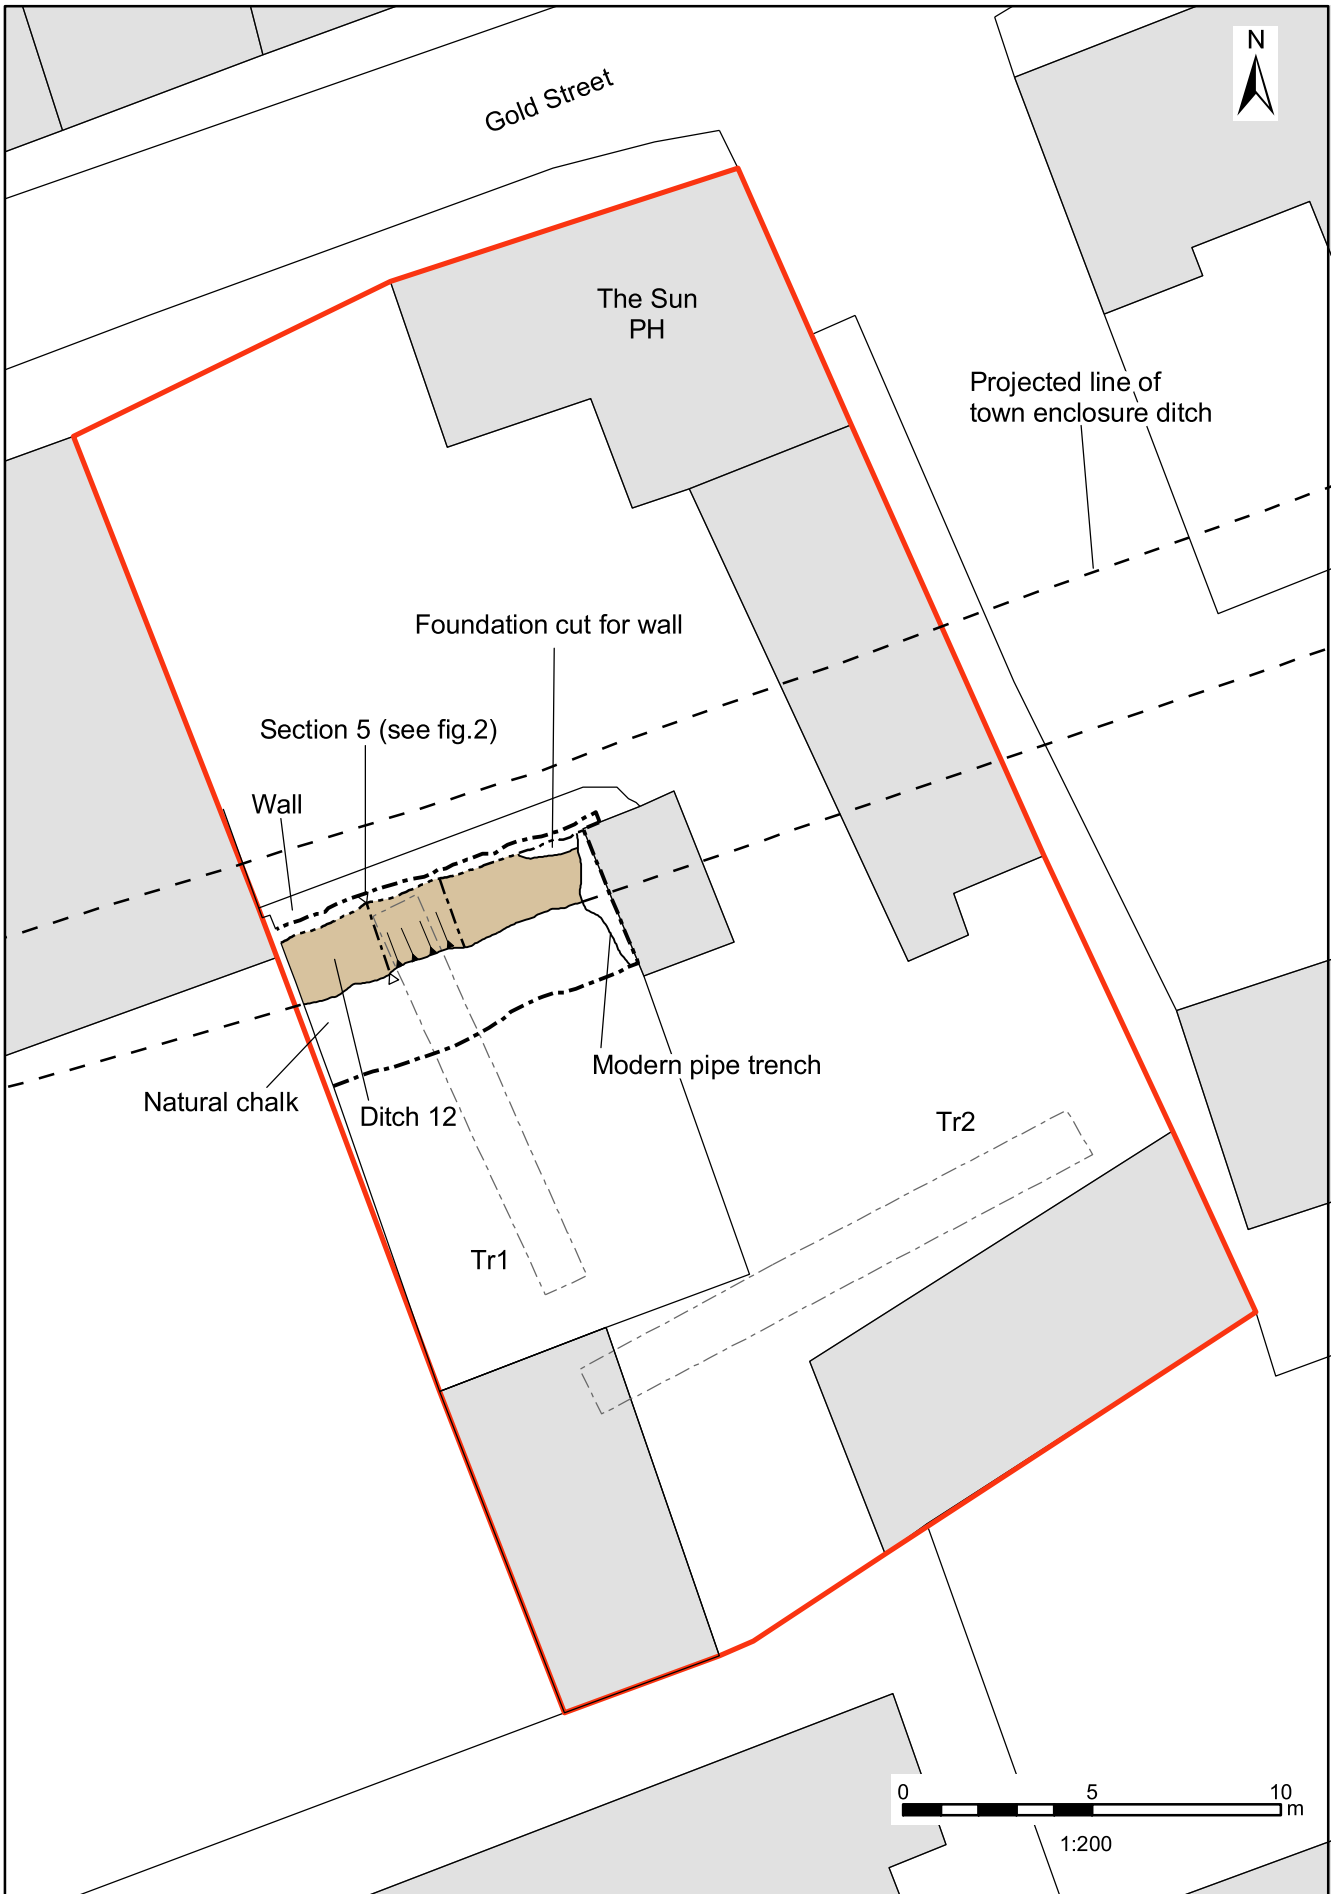 N
Gold Street
The Sun
PH
Projected line of
town enclosure ditch
Foundation cut for wall
Section 5 (see fig.2)
Wall
Modern pipe trench
Natural chalk
Ditch 12
Tr2
Tr1
0 5 10
m
1:200